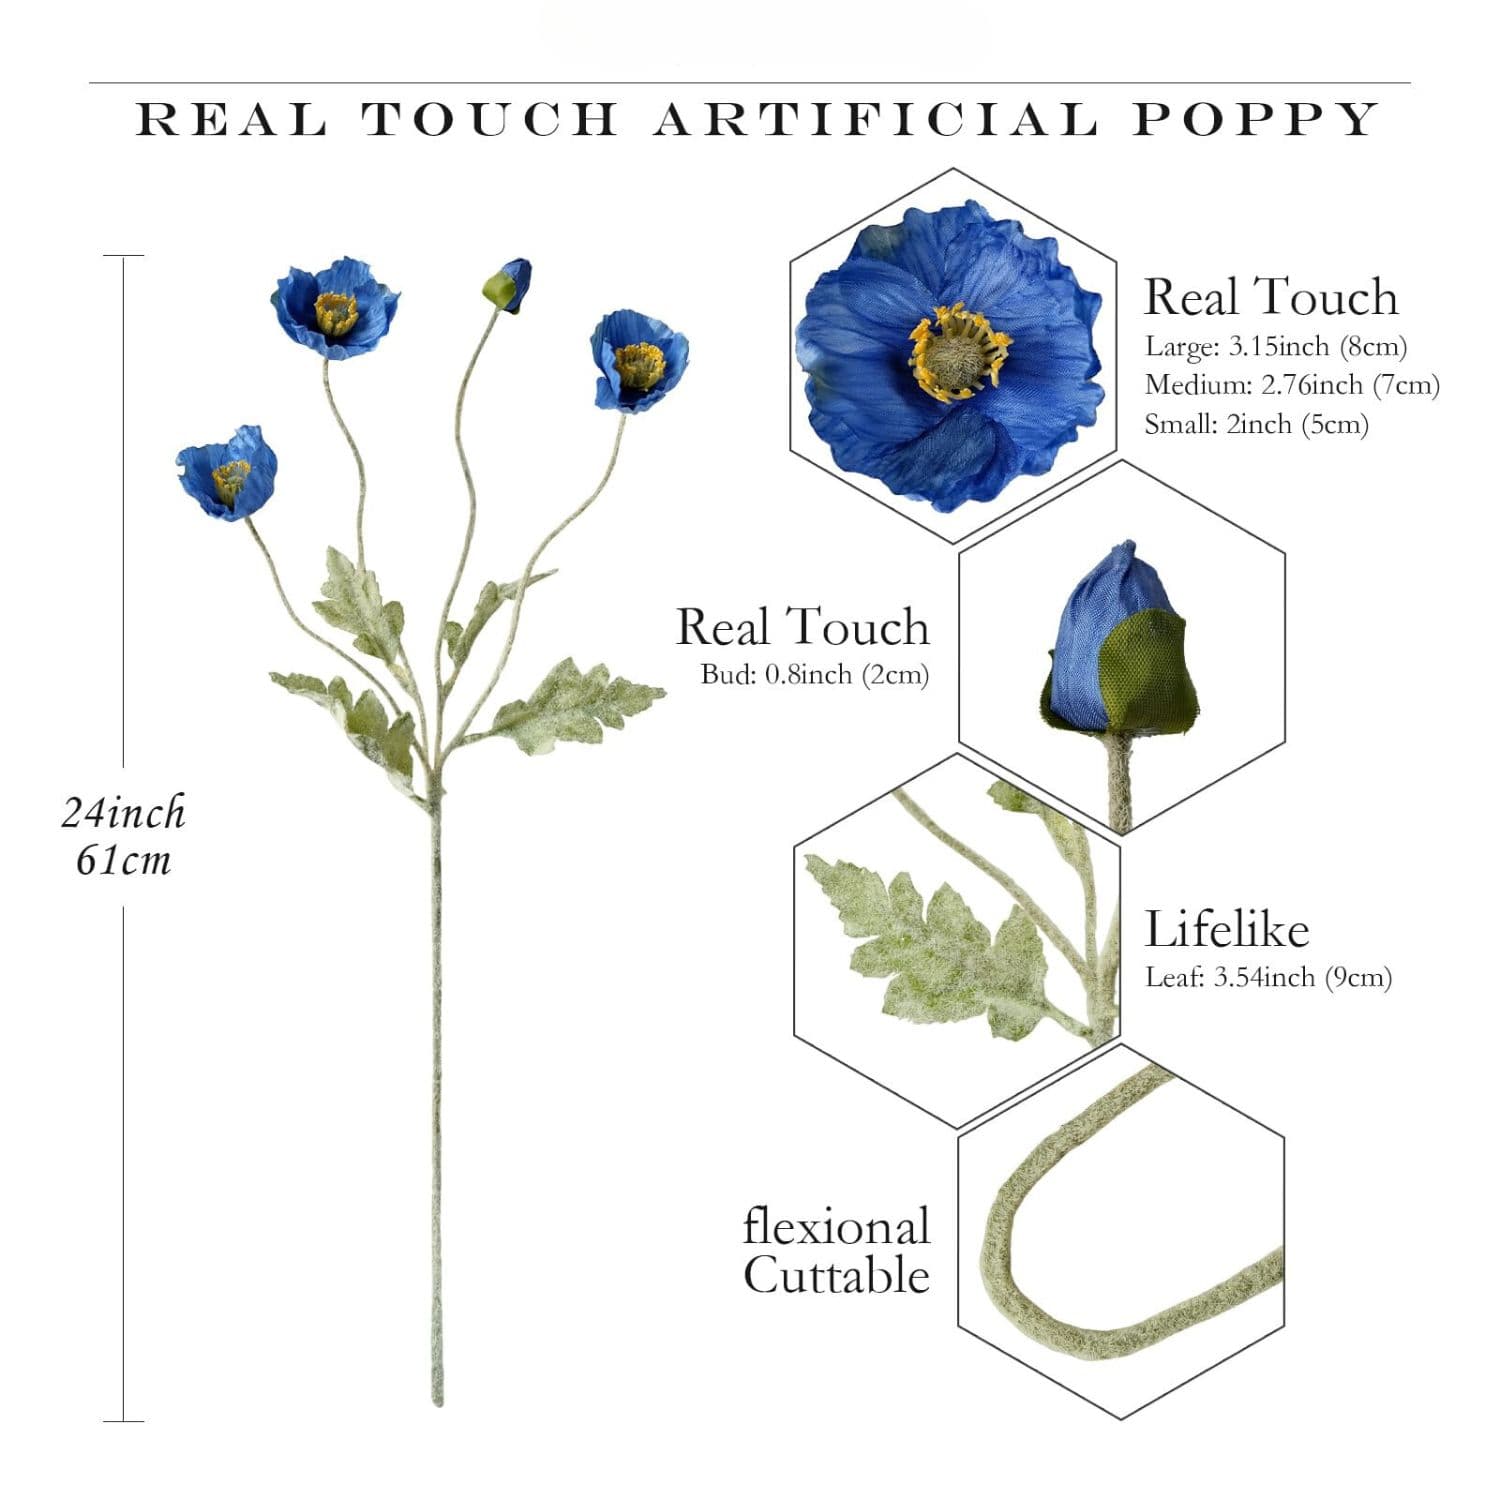 REAL TOUCH ARTIFICIAL POPPY
Real Touch
Large: 3.15inch (8cm)
Medium: 2.76inch (7cm)
Small: 2inch (5cm)
Real Touch
Bud: 0.8inch (2cm)
24inch
61cm
Lifelike
Leaf: 3.54inch (9cm)
flexional
Cuttable